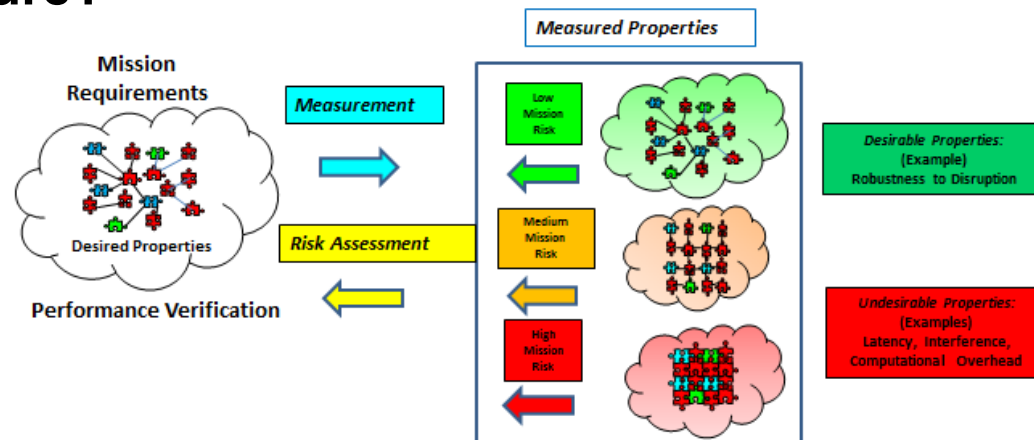 Measured Properties
Mission
Requirements
Desired Properties
Performance Verification
Measurement
Risk Assessment
Low
Mission
Risk
Medium
Mission
Risk
High
Mission
Risk
Desirable Properties:
(Example)
Robustness to Disruption
Undesirable Properties:
(Examples)
Latency, Interference,
Computational Overhead